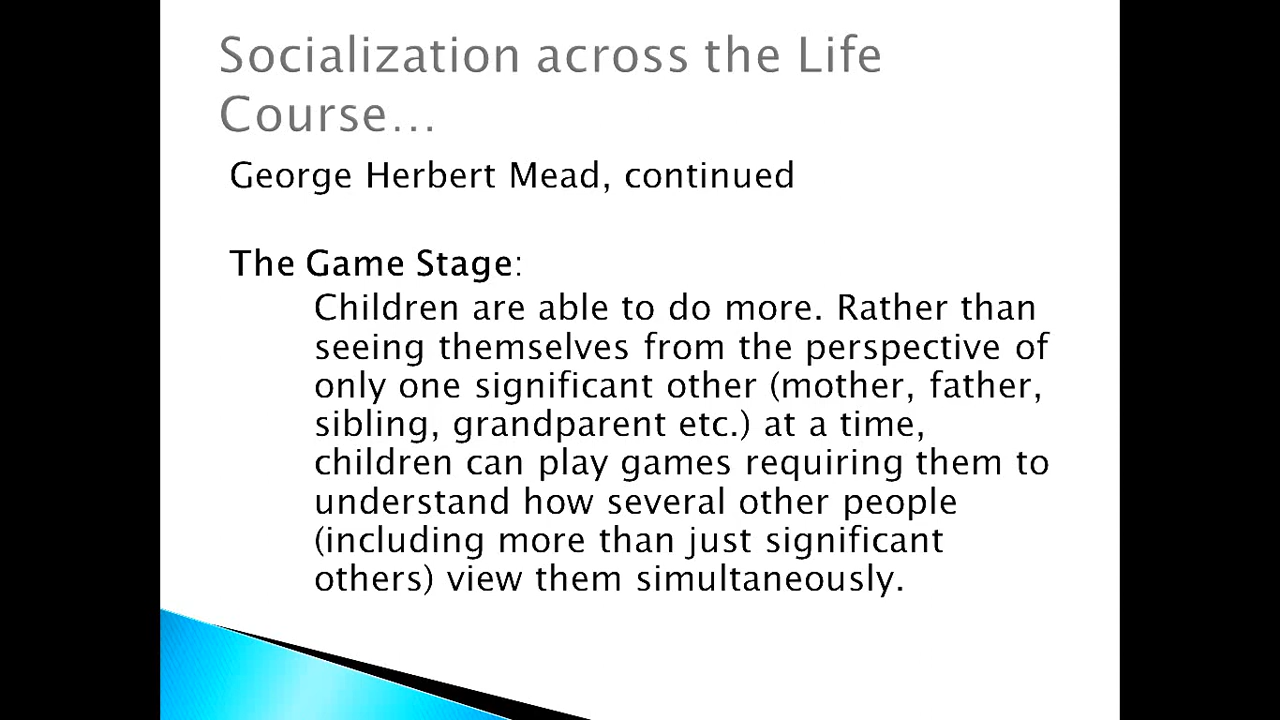 Socialization across the Life
Course…
George Herbert Mead, continued
The Game Stage:
Children are able to do more. Rather than
seeing themselves from the perspective of
only one significant other (mother, father,
sibling, grandparent etc.) at a time,
children can play games requiring them to
understand how several other people
(including more than just significant
others) view them simultaneously.